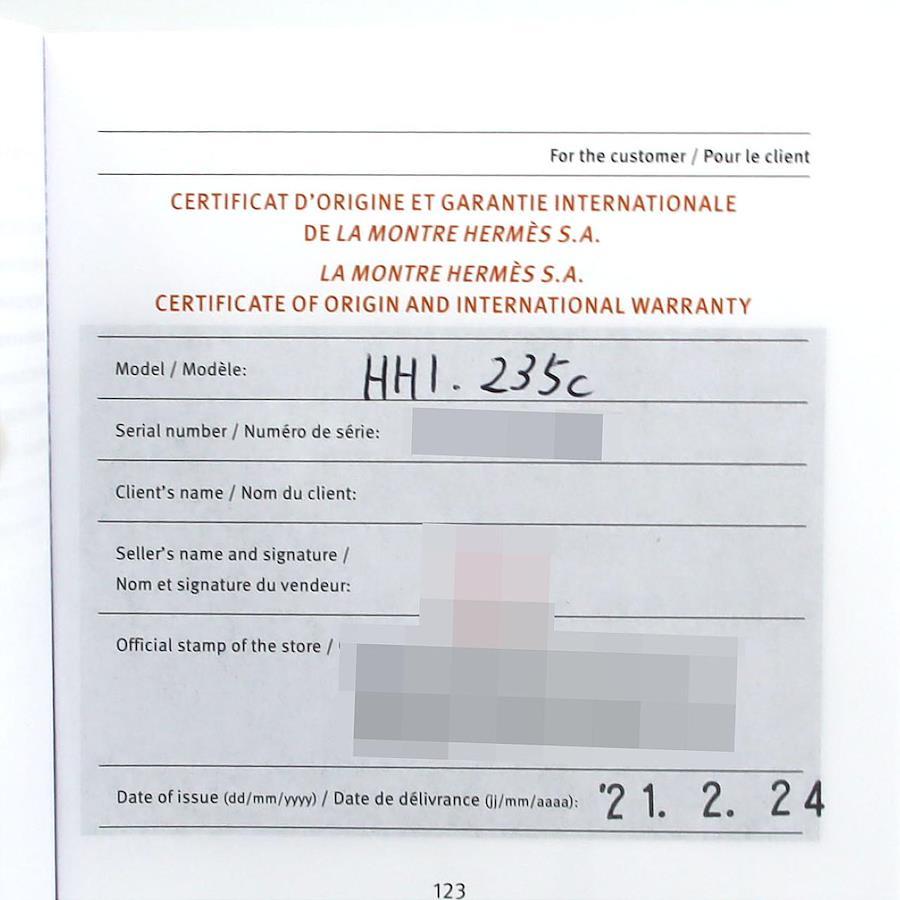 For the customer / Pour le client
CERTIFICAT D'ORIGINE ET GARANTIE INTERNATIONALE
DE LA MONTRE HERMÈS S.A.
LA MONTRE HERMÈS S.A.
CERTIFICATE OF ORIGIN AND INTERNATIONAL WARRANTY
Model / Modèle: HH1. 235c
Serial number / Numéro de série:
Client's name / Nom du client:
Seller's name and signature /
Nom et signature du vendeur:
Official stamp of the store /
Date of issue (dd/mm/yyyy) / Date de délivrance (jj/mm/aaaa): '21. 2. 24
123